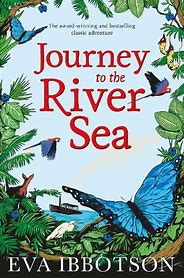 The award-winning and bestselling
classic adventure
Journey
to the
River
Sea
EVA IBBOTSON